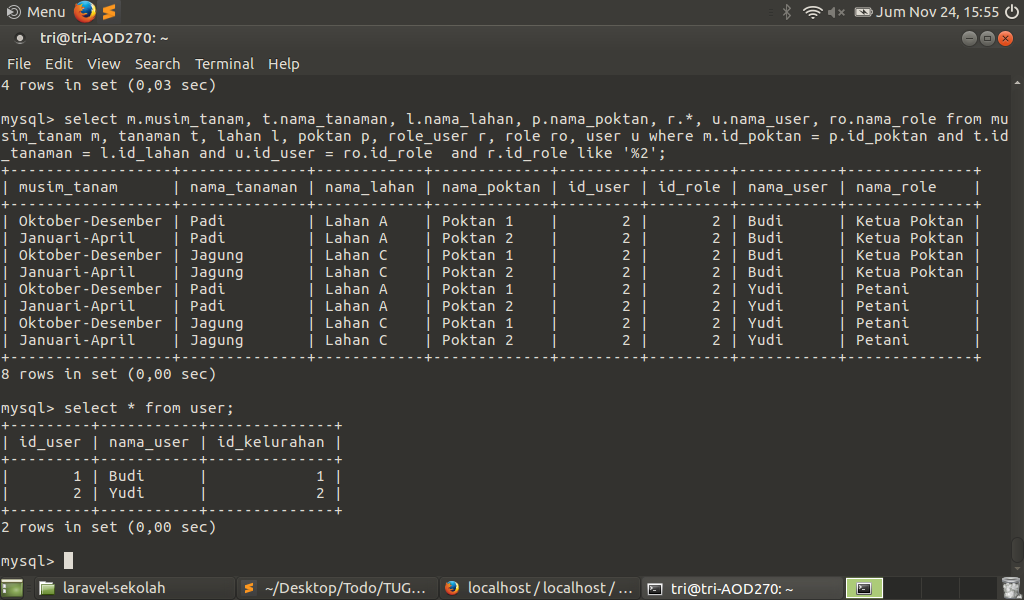 Menu Jum Nov 24, 15:55
tri@tri-AOD270: ~
File Edit View Search Terminal Help
4 rows in set (0,03 sec)
mysql> select m.musim_tanam, t.nama_tanaman, l.nama_lahan, p.nama_poktan, r.*, u.nama_user, ro.nama_role from mu
sim_tanam m, tanaman t, lahan l, poktan p, role_user r, role ro, user u where m.id_poktan = p.id_poktan and t.id
_tanaman = l.id_lahan and u.id_user = ro.id_role  and r.id_role like '%2';
+-----------------+--------------+------------+-------------+---------+---------+-----------+--------------+
| musim_tanam      | nama_tanaman | nama_lahan | nama_poktan | id_user | id_role | nama_user | nama_role    |
+-----------------+--------------+------------+-------------+---------+---------+-----------+--------------+
| Oktober-Desember | Padi         | Lahan A    | Poktan 1    |       2 |       2 | Budi      | Ketua Poktan |
| Januari-April    | Padi         | Lahan A    | Poktan 2    |       2 |       2 | Budi      | Ketua Poktan |
| Oktober-Desember | Jagung       | Lahan C    | Poktan 1    |       2 |       2 | Budi      | Ketua Poktan |
| Januari-April    | Jagung       | Lahan C    | Poktan 2    |       2 |       2 | Budi      | Ketua Poktan |
| Oktober-Desember | Padi         | Lahan A    | Poktan 1    |       2 |       2 | Yudi      | Petani       |
| Januari-April    | Padi         | Lahan A    | Poktan 2    |       2 |       2 | Yudi      | Petani       |
| Oktober-Desember | Jagung       | Lahan C    | Poktan 1    |       2 |       2 | Yudi      | Petani       |
| Januari-April    | Jagung       | Lahan C    | Poktan 2    |       2 |       2 | Yudi      | Petani       |
+-----------------+--------------+------------+-------------+---------+---------+-----------+--------------+
8 rows in set (0,00 sec)
mysql> select * from user;
+---------+-----------+--------------+
| id_user | nama_user | id_kelurahan |
+---------+-----------+--------------+
|       1 | Budi      |            1 |
|       2 | Yudi      |            2 |
+---------+-----------+--------------+
2 rows in set (0,00 sec)
mysql>
laravel-sekolah ~/Desktop/Todo/TUG... localhost / localhost / ... tri@tri-AOD270: ~